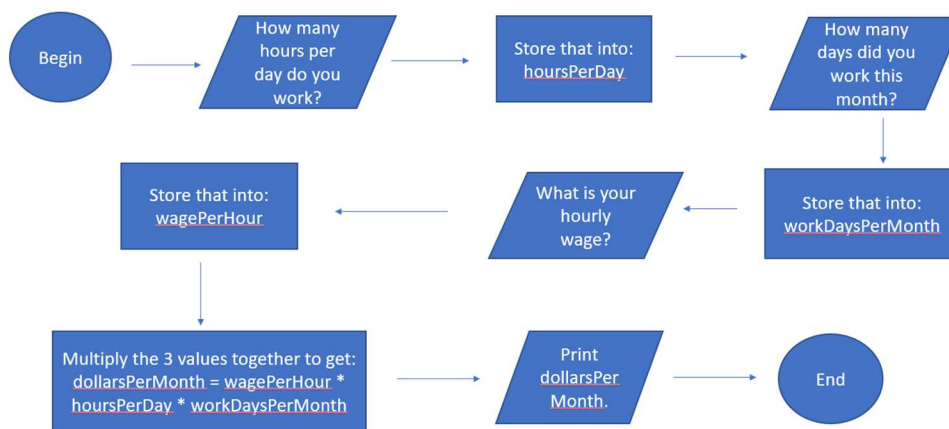 Begin
How many
hours per
day do you
work?
Store that into:
hoursPerDay
How many
days did you
work this
month?
Store that into:
workDaysPerMonth
What is your
hourly
wage?
Store that into:
wagePerHour
Multiply the 3 values together to get:
dollarsPerMonth = wagePerHour *
hoursPerDay * workDaysPerMonth
Print
dollarsPer
Month.
End